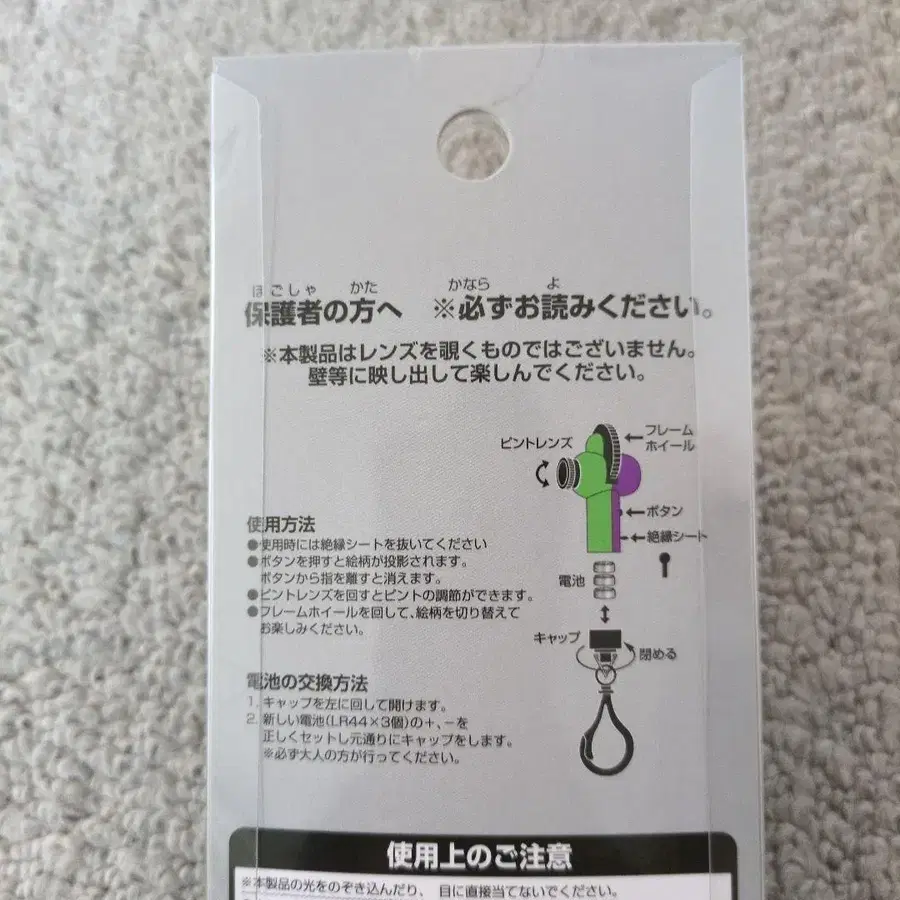 ほごしゃ かた かなら よ
保護者の方へ ※必ずお読みください。
※本製品はレンズを覗くものではございません。
壁等に映し出して楽しんでください。
ピントレンズ
フレーム
ホイール
ボタン
絶縁シート
電池
キャップ
閉める
使用方法
●使用時には絶縁シートを抜いてください
●ボタンを押すと絵柄が投影されます。
ボタンから指を離すと消えます。
●ピントレンズを回すとピントの調節ができます。
●フレームホイールを回して、絵柄を切り替えて
お楽しみください。
電池の交換方法
1. キャップを左に回して開けます。
2. 新しい電池(LR44×3個)の+、-を
正しくセットし元通りにキャップをします。
※必ず大人の方が行ってください。
使用上のご注意
※本製品の光をのぞき込んだり、目に直接当てないでください。